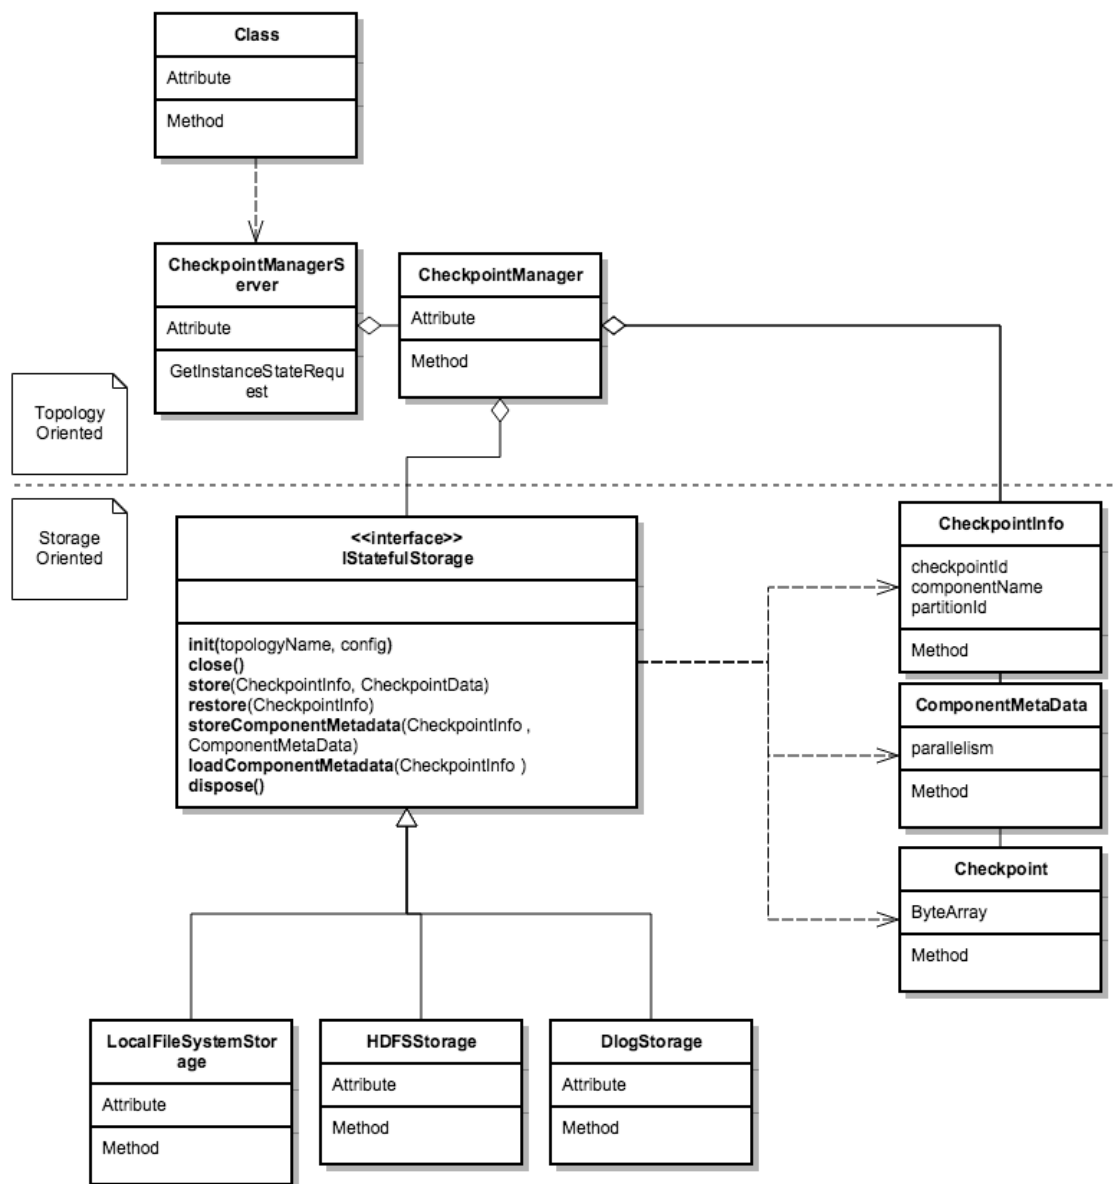 Class
Attribute
Method
CheckpointManagerS
erver
Attribute
GetInstanceStateRequ
est
CheckpointManager
Attribute
Method
Topology
Oriented
Storage
Oriented
<<interface>>
IStatefulStorage
init(topologyName, config)
close()
store(CheckpointInfo, CheckpointData)
restore(CheckpointInfo)
storeComponentMetadata(CheckpointInfo ,
ComponentMetaData)
loadComponentMetadata(CheckpointInfo )
dispose()
CheckpointInfo
checkpointId
componentName
partitionId
Method
ComponentMetaData
parallelism
Method
Checkpoint
ByteArray
Method
LocalFileSystemStor
age
Attribute
Method
HDFSStorage
Attribute
Method
DlogStorage
Attribute
Method